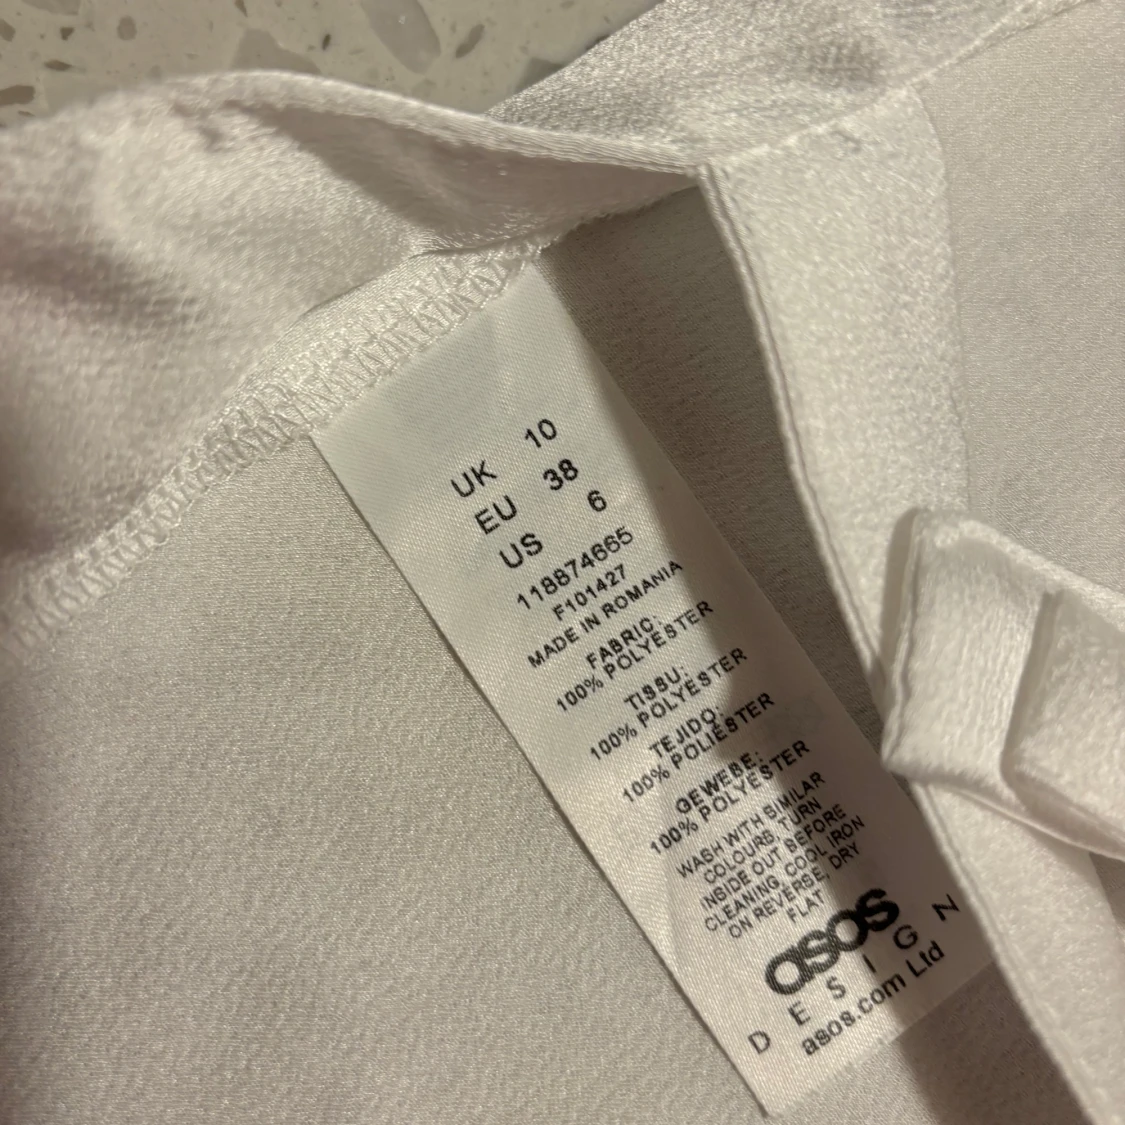 UK 10
EU 38
US 6
118874665
F101427
MADE IN ROMANIA
FABRIC:
100% POLYESTER
TISSU:
100% POLYESTER
TEJIDO:
100% POLIESTER
GEWEBE:
100% POLYESTER
WASH WITH SIMILAR
COLOURS, TURN
INSIDE OUT BEFORE
CLEANING, COOL IRON
ON REVERSE, DRY
FLAT
asos
DESIGN
asos.com Ltd